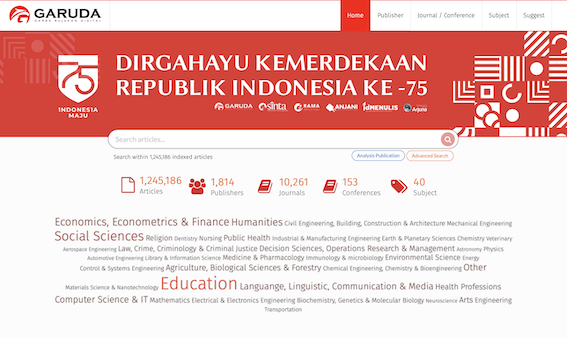 GARUDA
GARBA RUJUKAN DIGITAL
Home Publisher Journal / Conference Subject Suggest
75
INDONESIA
MAJU
DIRGAHAYU KEMERDEKAAN
REPUBLIK INDONESIA KE -75
GARUDA sinta RAMA ANJANI idMENULIS Arjuna
Search articles...
Search within 1,245,186 indexed articles
Analysis Publication Advanced Search
1,245,186
Articles
1,814
Publishers
10,261
Journals
153
Conferences
40
Subject
Economics, Econometrics & Finance Humanities Civil Engineering, Building, Construction & Architecture Mechanical Engineering
Social Sciences Religion Dentistry Nursing Public Health Industrial & Manufacturing Engineering Earth & Planetary Sciences Chemistry Veterinary
Aerospace Engineering Law, Crime, Criminology & Criminal Justice Decision Sciences, Operations Research & Management Astronomy Physics
Automotive Engineering Library & Information Science Medicine & Pharmacology Immunology & microbiology Environmental Science Energy
Control & Systems Engineering Agriculture, Biological Sciences & Forestry Chemical Engineering, Chemistry & Bioengineering Other
Materials Science & Nanotechnology Education Languange, Linguistic, Communication & Media Health Professions
Computer Science & IT Mathematics Electrical & Electronics Engineering Biochemistry, Genetics & Molecular Biology Neuroscience Arts Engineering
Transportation